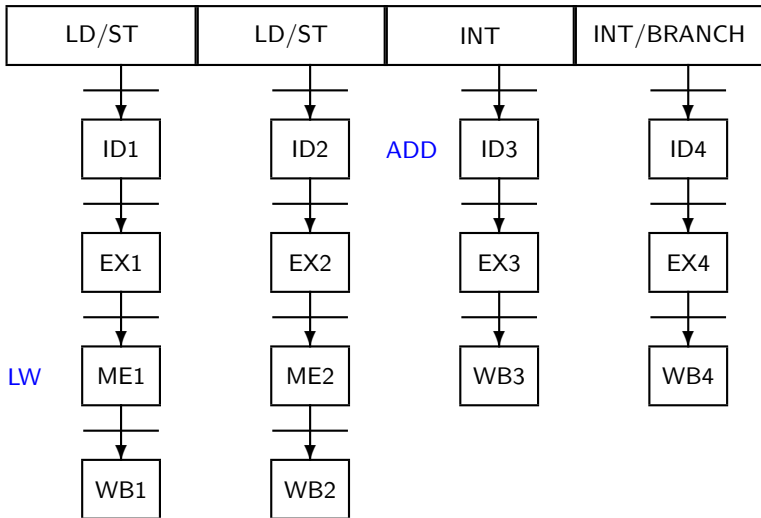 LD/ST LD/ST INT INT/BRANCH
ID1 ID2 ADD ID3 ID4
EX1 EX2 EX3 EX4
LW ME1 ME2 WB3 WB4
WB1 WB2